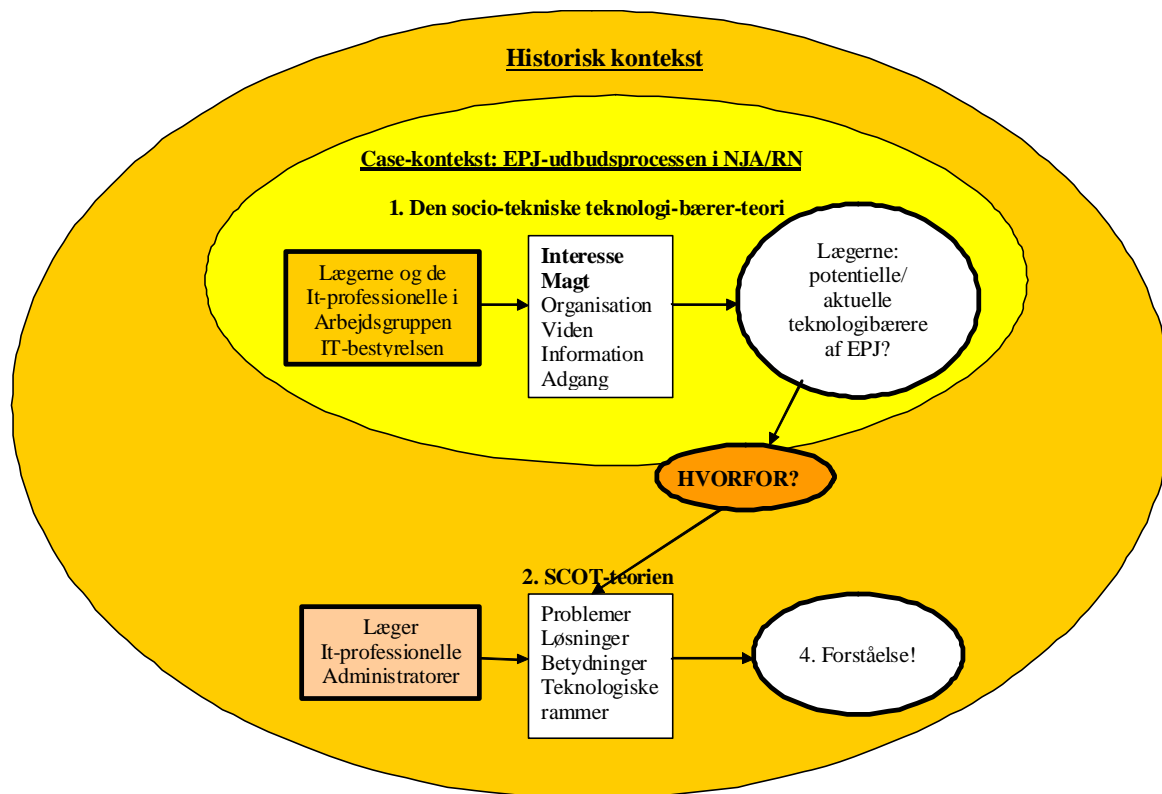 Historisk kontekst
Case-kontekst: EPJ-udbudsprocessen i NJA/RN
1. Den socio-tekniske teknologi-bærer-teori
Lægerne og de
It-professionelle i
Arbejdsgruppen
IT-bestyrelsen
Interesse
Magt
Organisation
Viden
Information
Adgang
Lægerne:
potentielle/
aktuelle
teknologibærere
af EPJ?
HVORFOR?
2. SCOT-teorien
Læger
It-professionelle
Administratorer
Problemer
Løsninger
Betydninger
Teknologiske
rammer
4. Forståelse!